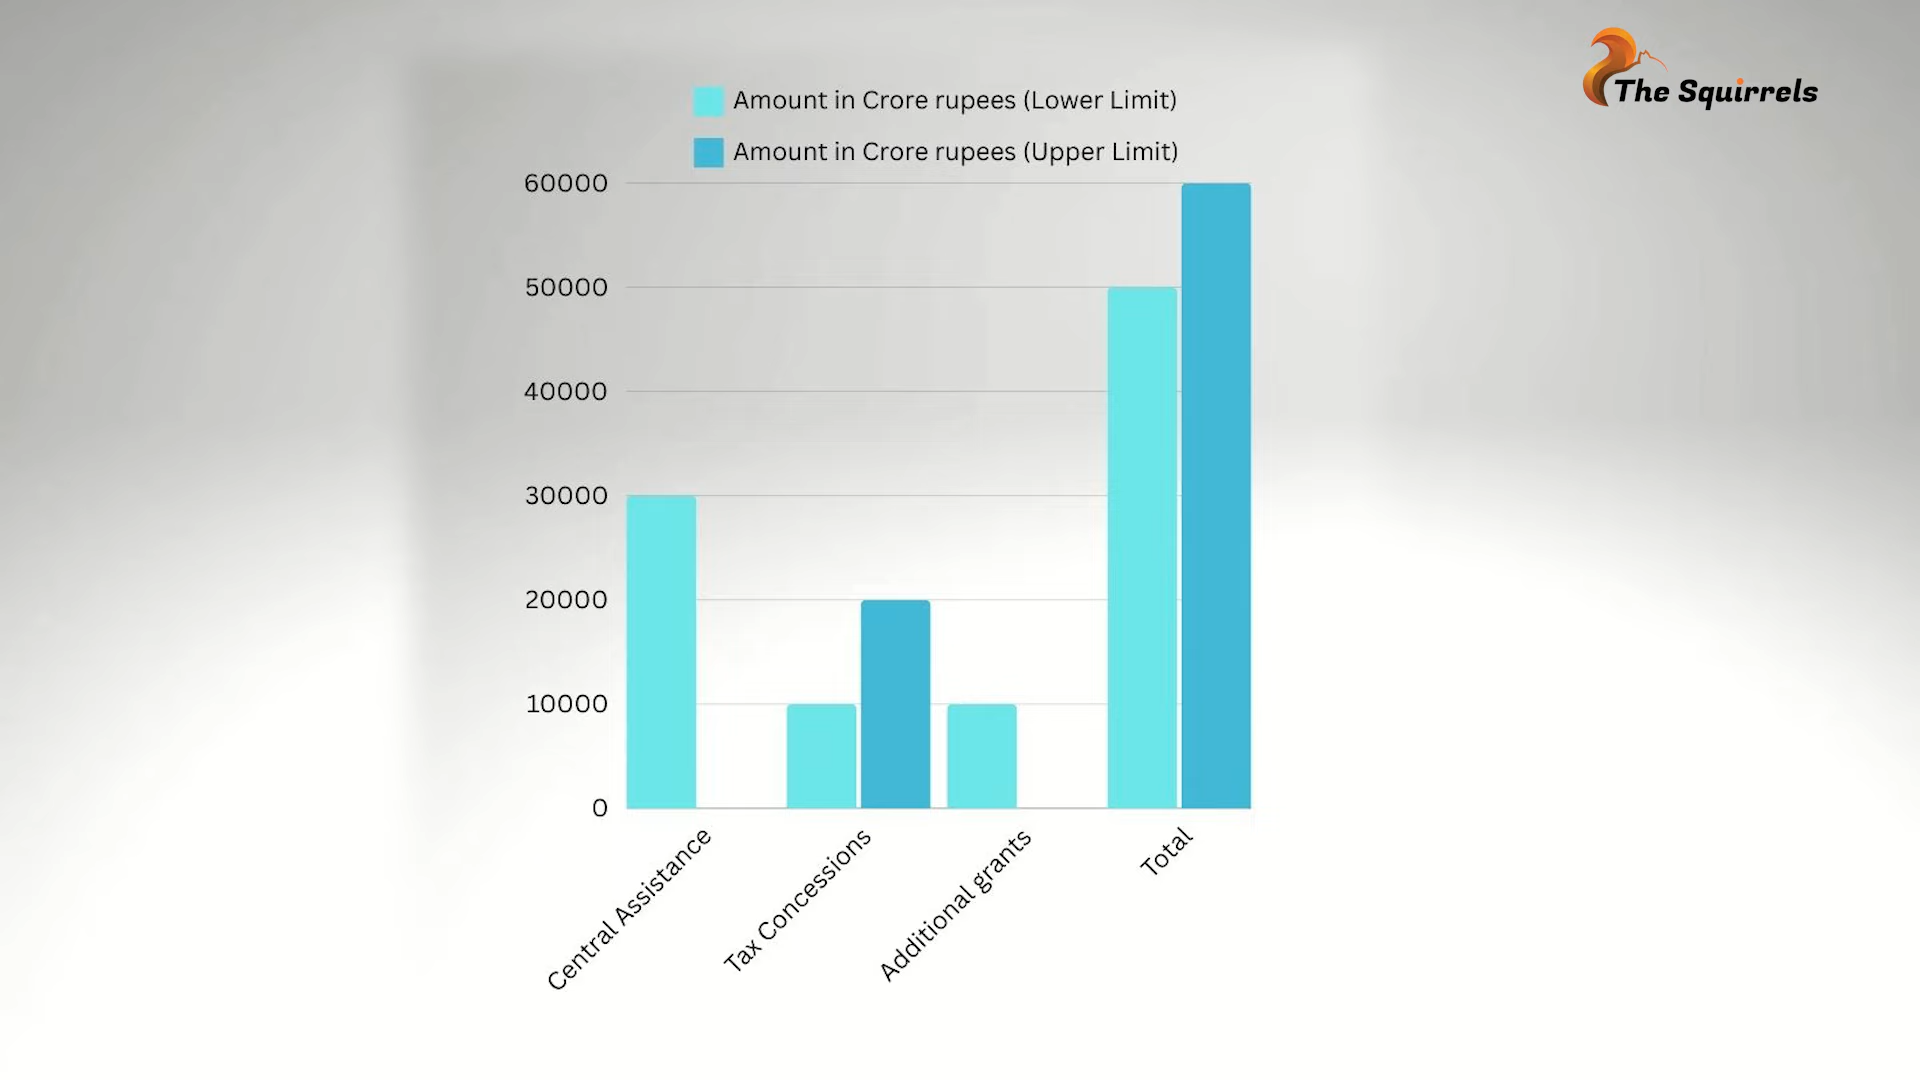 The Squirrels
Amount in Crore rupees (Lower Limit)
Amount in Crore rupees (Upper Limit)
60000
50000
40000
30000
20000
10000
0
Central Assistance
Tax Concessions
Additional grants
Total